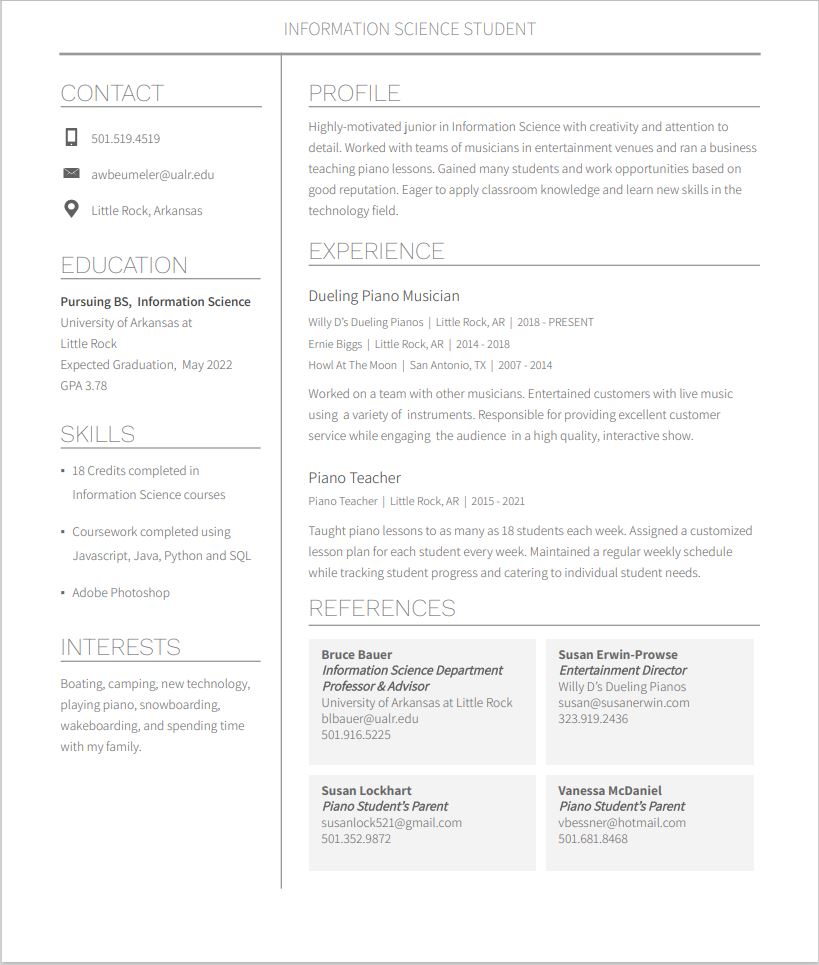 INFORMATION SCIENCE STUDENT
CONTACT
501.519.4519
awbeumeler@ualr.edu
Little Rock, Arkansas
EDUCATION
Pursuing BS, Information Science
University of Arkansas at
Little Rock
Expected Graduation, May 2022
GPA 3.78
SKILLS
▪ 18 Credits completed in
Information Science courses
▪ Coursework completed using
Javascript, Java, Python and SQL
▪ Adobe Photoshop
INTERESTS
Boating, camping, new technology,
playing piano, snowboarding,
wakeboarding, and spending time
with my family.
PROFILE
Highly-motivated junior in Information Science with creativity and attention to
detail. Worked with teams of musicians in entertainment venues and ran a business
teaching piano lessons. Gained many students and work opportunities based on
good reputation. Eager to apply classroom knowledge and learn new skills in the
technology field.
EXPERIENCE
Dueling Piano Musician
Willy D's Dueling Pianos | Little Rock, AR | 2018 - PRESENT
Ernie Biggs | Little Rock, AR | 2014 - 2018
Howl At The Moon | San Antonio, TX | 2007 - 2014
Worked on a team with other musicians. Entertained customers with live music
using a variety of instruments. Responsible for providing excellent customer
service while engaging the audience in a high quality, interactive show.
Piano Teacher
Piano Teacher | Little Rock, AR | 2015 - 2021
Taught piano lessons to as many as 18 students each week. Assigned a customized
lesson plan for each student every week. Maintained a regular weekly schedule
while tracking student progress and catering to individual student needs.
REFERENCES
Bruce Bauer
Information Science Department
Professor & Advisor
University of Arkansas at Little Rock
blbauer@ualr.edu
501.916.5225
Susan Erwin-Prowse
Entertainment Director
Willy D's Dueling Pianos
susan@susanerwin.com
323.919.2436
Susan Lockhart
Piano Student's Parent
susanlock521@gmail.com
501.352.9872
Vanessa McDaniel
Piano Student's Parent
vbessner@hotmail.com
501.681.8468